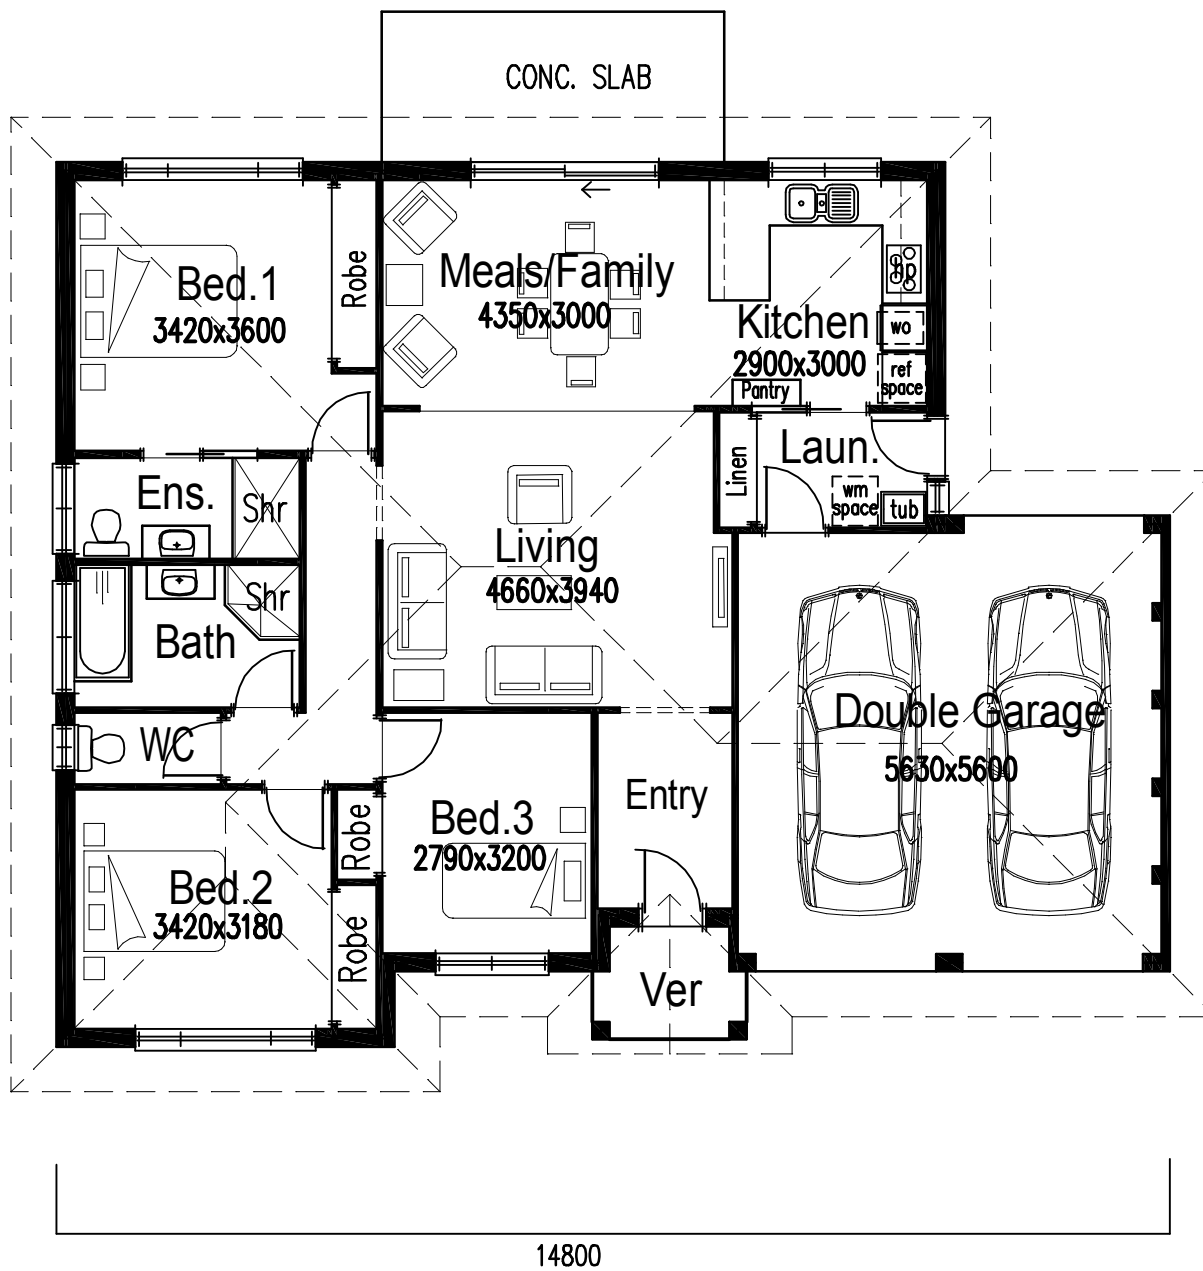 CONC. SLAB
Bed.1
3420x3600
Robe
Meals/Family
4350x3000
Kitchen
2900x3000
hp
wo
ref
space
Pantry
Ens.
Shr
Linen
Laun.
wm
space
tub
Living
4660x3940
Shr
Bath
WC
Double Garage
5630x5600
Entry
Bed.3
2790x3200
Robe
Bed.2
3420x3180
Robe
Ver
14800